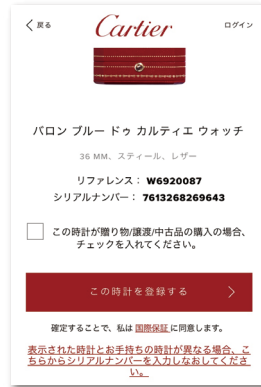 戻る
Cartier
ログイン
バロン ブルー ドゥ カルティエ ウォッチ
36 MM、スティール、レザー
リファレンス： W6920087
シリアルナンバー： 7613268269643
この時計が贈り物/譲渡/中古品の購入の場合、
チェックを入れてください。
この時計を登録する
確定することで、私は 国際保証 に同意します。
表示された時計とお手持ちの時計が異なる場合、こ
ちらからシリアルナンバーを入力しなおしてくださ
い。